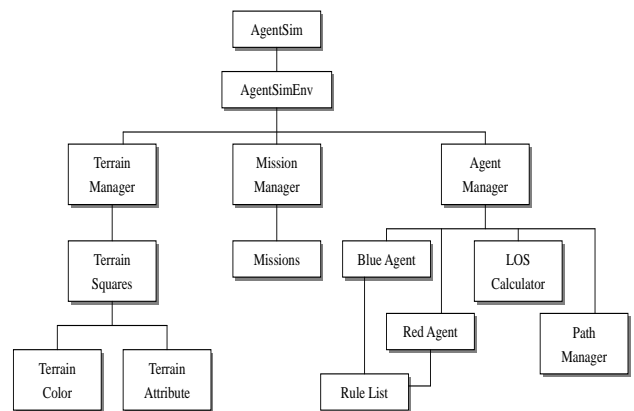 AgentSim
AgentSimEnv
Terrain
Manager
Mission
Manager
Agent
Manager
Terrain
Squares
Missions
Blue Agent
LOS
Calculator
Red Agent
Path
Manager
Terrain
Color
Terrain
Attribute
Rule List